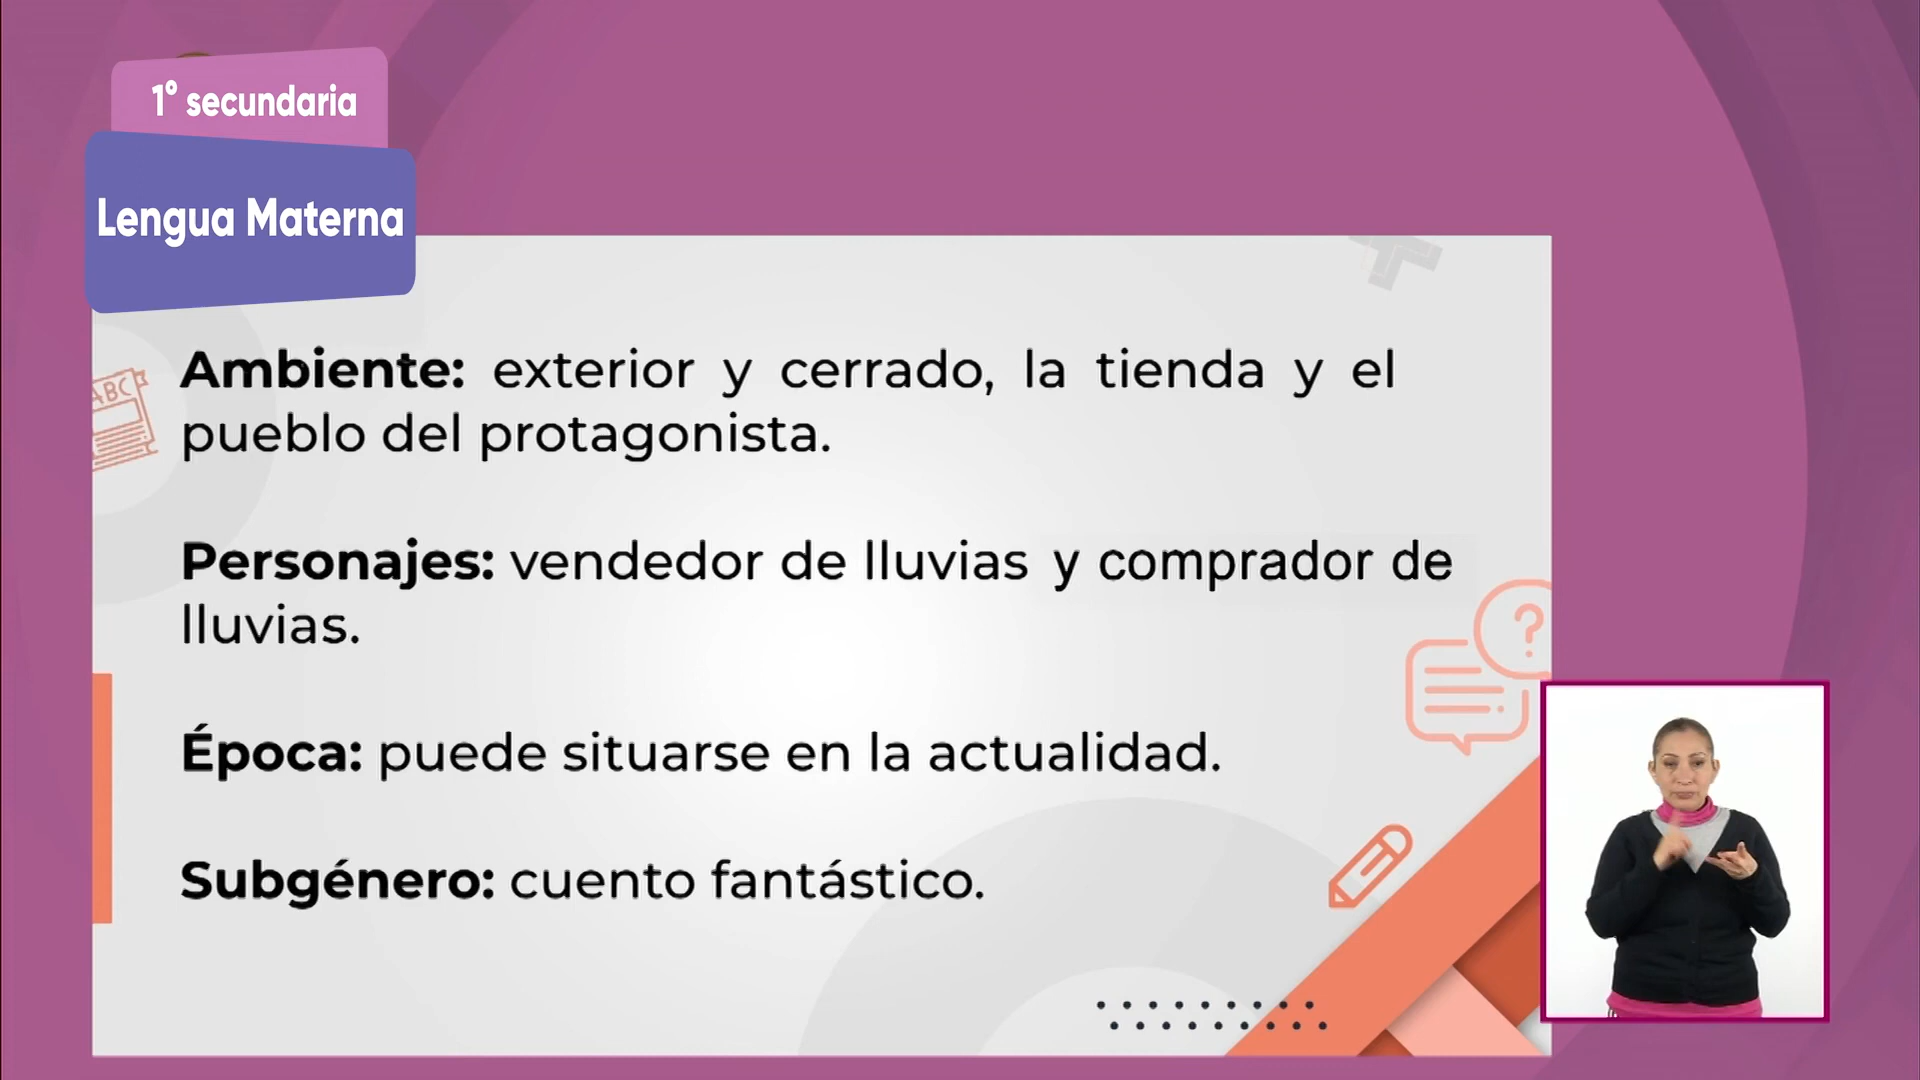 1° secundaria
Lengua Materna
ABC
Ambiente: exterior y cerrado, la tienda y el
pueblo del protagonista.
Personajes: vendedor de lluvias y comprador de
lluvias.
?
Época: puede situarse en la actualidad.
Subgénero: cuento fantástico.